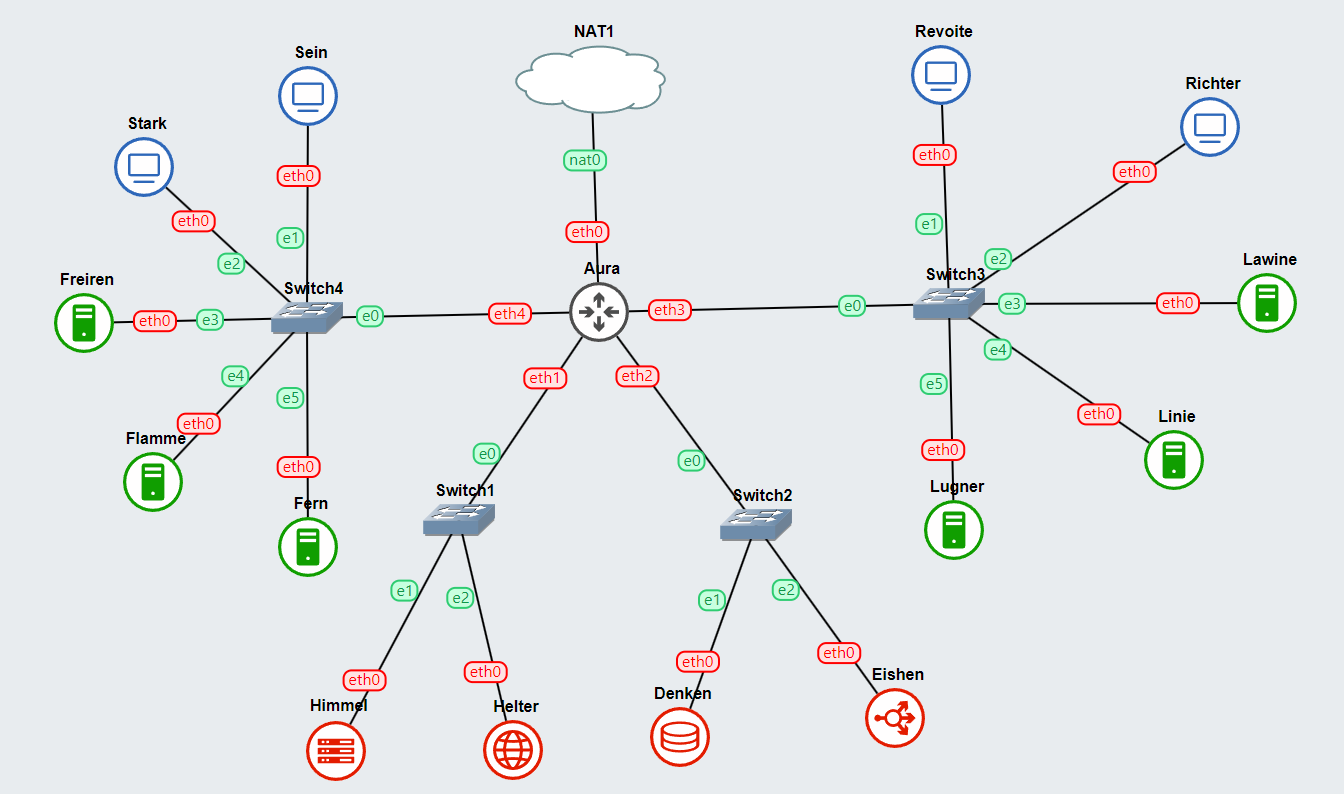 NAT1
Revoite
Sein
Richter
Stark
nat0
eth0
eth0
eth0
eth0
eth0
e1
e1
e2
e2
Freiren
Aura
Switch3
Lawine
Switch4
eth0
e3
e0
eth4
eth3
e0
e3
eth0
e4
e5
eth1
eth2
e5
e4
eth0
eth0
Flamme
Linie
eth0
e0
e0
eth0
Fern
Switch1
Switch2
Lugner
e1
e2
e1
e2
eth0
eth0
eth0
eth0
Himmel
Helter
Denken
Eishen